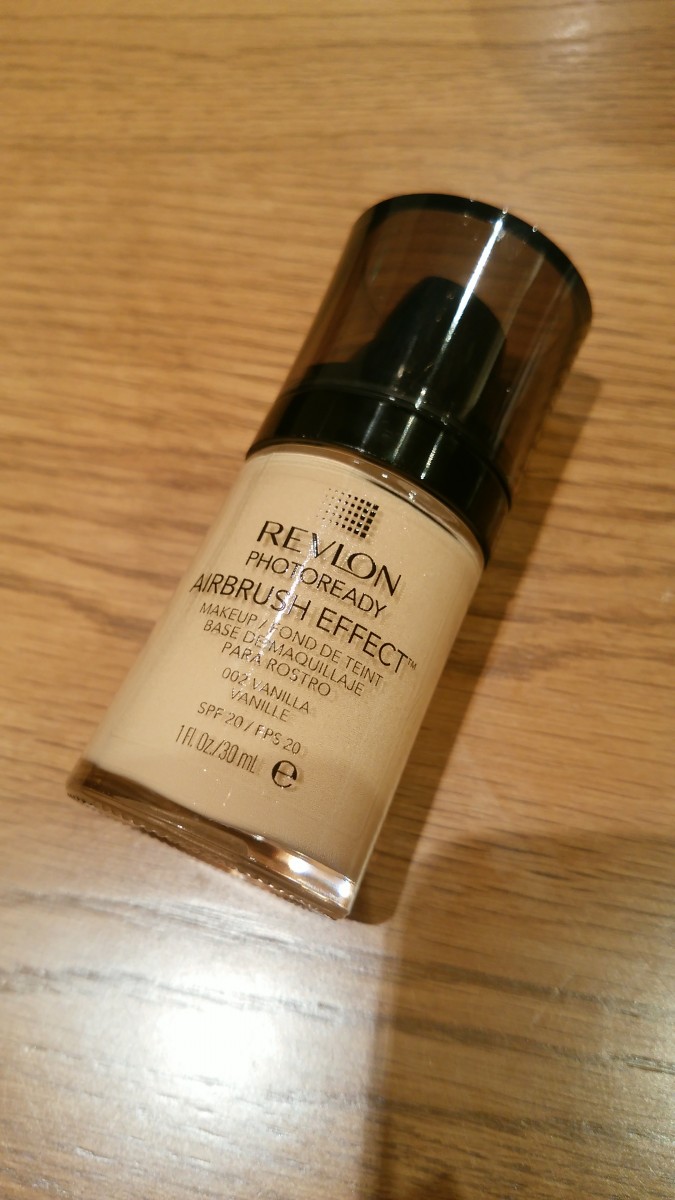 REVLON
PHOTOREADY
AIRBRUSH EFFECT™
MAKEUP / FOND DE TEINT
BASE DE MAQUILLAJE
PARA ROSTRO
002 VANILLA
VANILLE
SPF 20 / FPS 20
1 Fl. Oz./30 mL ℮